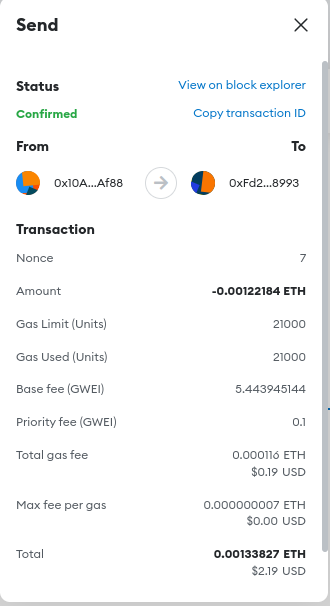 Send
Status
View on block explorer
Confirmed
Copy transaction ID
From
To
0x10A...Af88
0xFd2...8993
Transaction
Nonce
7
Amount
-0.00122184 ETH
Gas Limit (Units)
21000
Gas Used (Units)
21000
Base fee (GWEI)
5.443945144
Priority fee (GWEI)
0.1
Total gas fee
0.000116 ETH
$0.19 USD
Max fee per gas
0.000000007 ETH
$0.00 USD
Total
0.00133827 ETH
$2.19 USD